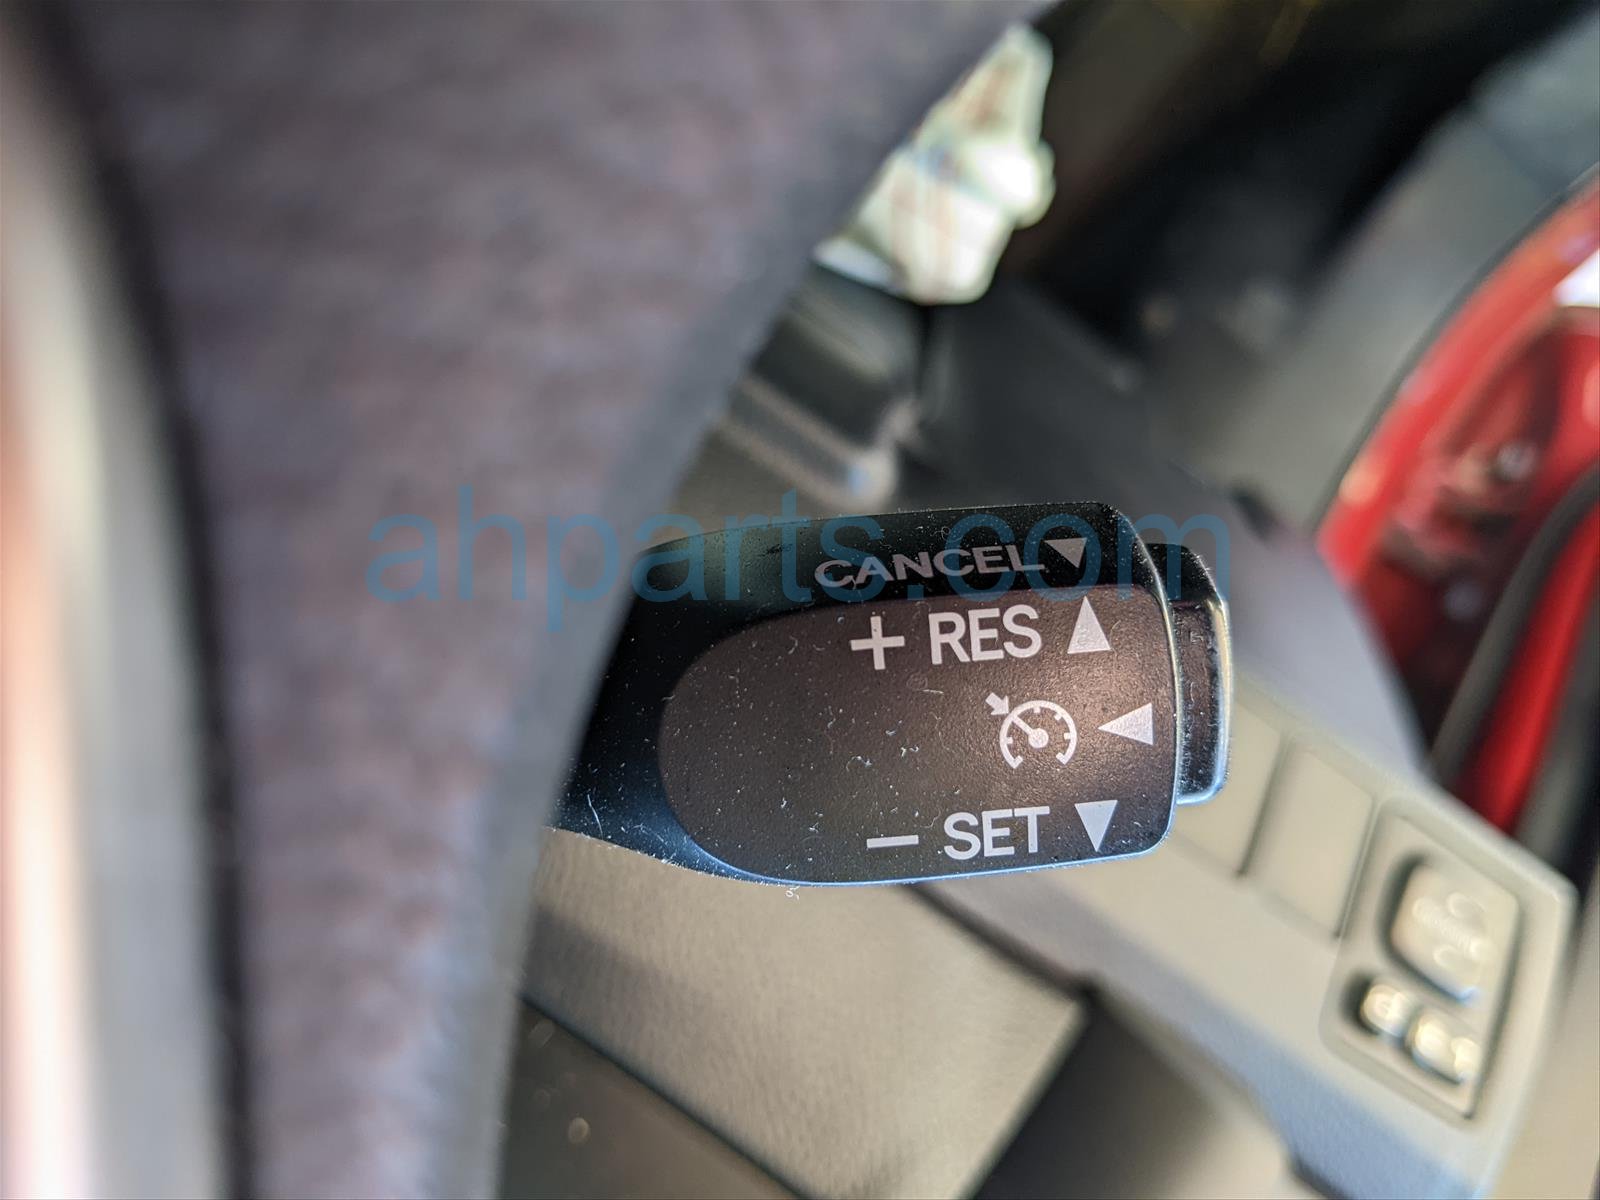 ahparts.com
CANCEL
+ RES
- SET